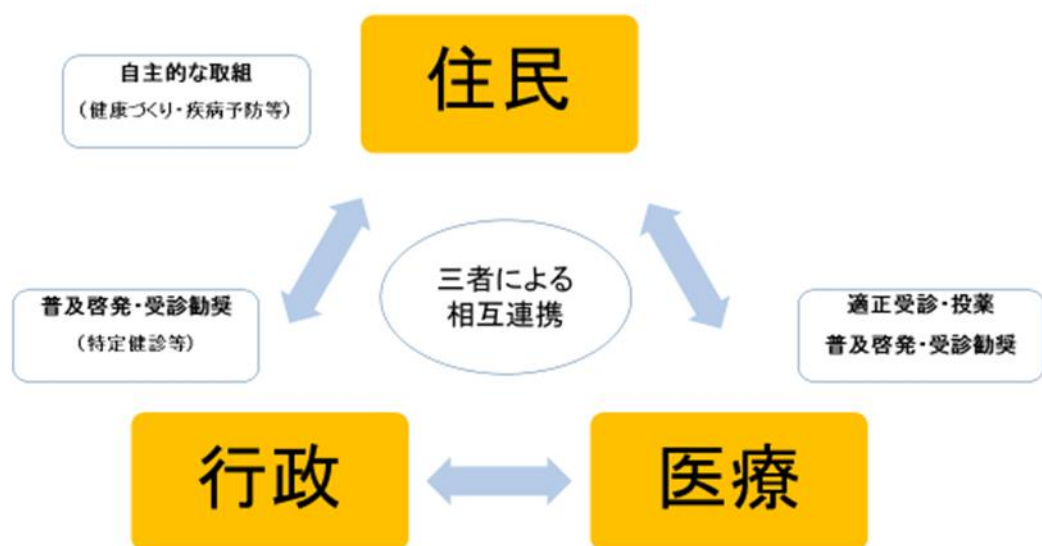 住民
自主的な取組
（健康づくり・疾病予防等）
三者による
相互連携
普及啓発・受診勧奨
（特定健診等）
適正受診・投薬
普及啓発・受診勧奨
行政
医療